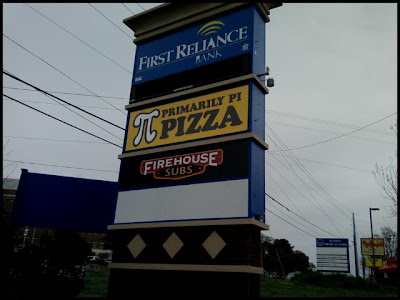 FIRST RELIANCE
BANK
π PRIMARILY PI
PIZZA
FIREHOUSE
SUBS